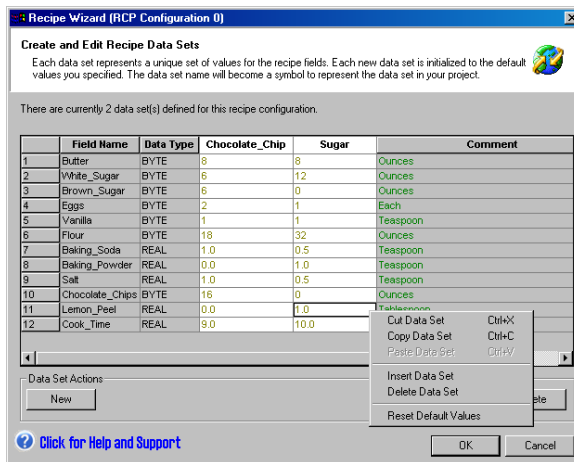 Recipe Wizard (RCP Configuration 0)
Create and Edit Recipe Data Sets
Each data set represents a unique set of values for the recipe fields. Each new data set is initialized to the default
values you specified. The data set name will become a symbol to represent the data set in your project.
There are currently 2 data set(s) defined for this recipe configuration.
Field Name Data Type Chocolate_Chip Sugar Comment
1 Butter BYTE 8 8 Ounces
2 White_Sugar BYTE 6 12 Ounces
3 Brown_Sugar BYTE 6 0 Ounces
4 Eggs BYTE 2 1 Each
5 Vanilla BYTE 1 1 Teaspoon
6 Flour BYTE 18 32 Ounces
7 Baking_Soda REAL 1.0 0.5 Teaspoon
8 Baking_Powder REAL 0.0 1.0 Teaspoon
9 Salt REAL 1.0 0.5 Teaspoon
10 Chocolate_Chips BYTE 16 0 Ounces
11 Lemon_Peel REAL 0.0 1.0 Tablespoon
12 Cook_Time REAL 9.0 10.0
Cut Data Set Ctrl+X
Copy Data Set Ctrl+C
Paste Data Set Ctrl+V
Insert Data Set
Delete Data Set
Reset Default Values
Data Set Actions
New ete
Click for Help and Support
OK Cancel